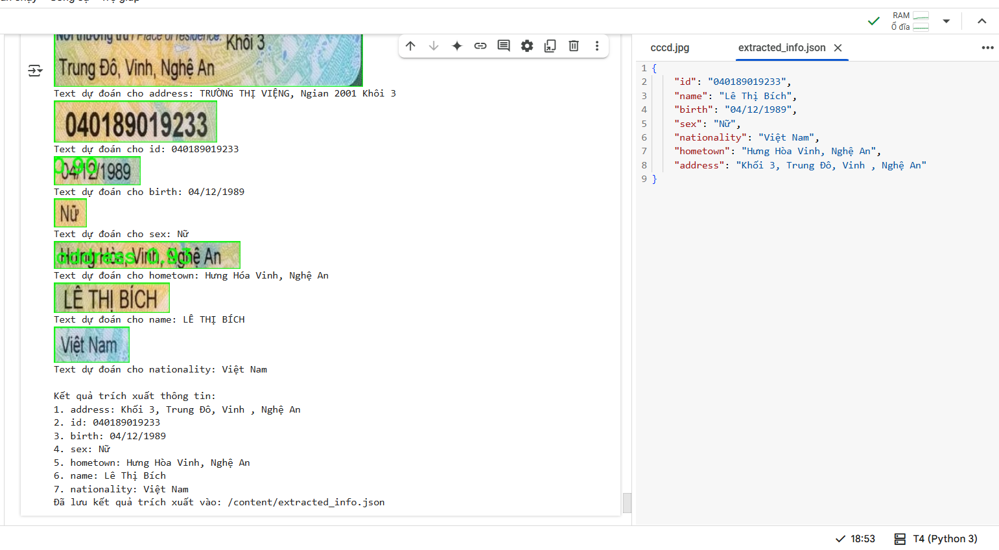 Trợ giúp
RAM
Ổ đĩa
Nơi thường trú / Place of residence: Khối 3
Trung Đô, Vinh, Nghệ An
Text dự đoán cho address: TRƯỜNG THỊ VIỆNG, Ngian 2001 Khôi 3
040189019233
Text dự đoán cho id: 040189019233
0.90
04/12/1989
Text dự đoán cho birth: 04/12/1989
Nữ
Text dự đoán cho sex: Nữ
address 0.93
Hưng Hòa, Vinh, Nghệ An
Text dự đoán cho hometown: Hưng Hóa Vinh, Nghệ An
LÊ THỊ BÍCH
Text dự đoán cho name: LÊ THỊ BÍCH
Việt Nam
Text dự đoán cho nationality: Việt Nam
Kết quả trích xuất thông tin:
1. address: Khối 3, Trung Đô, Vinh , Nghệ An
2. id: 040189019233
3. birth: 04/12/1989
4. sex: Nữ
5. hometown: Hưng Hòa Vinh, Nghệ An
6. name: Lê Thị Bích
7. nationality: Việt Nam
Đã lưu kết quả trích xuất vào: /content/extracted_info.json
cccd.jpg
extracted_info.json
1 {
2 "id": "040189019233",
3 "name": "Lê Thị Bích",
4 "birth": "04/12/1989",
5 "sex": "Nữ",
6 "nationality": "Việt Nam",
7 "hometown": "Hưng Hòa Vinh, Nghệ An",
8 "address": "Khối 3, Trung Đô, Vinh , Nghệ An"
9 }
18:53
T4 (Python 3)